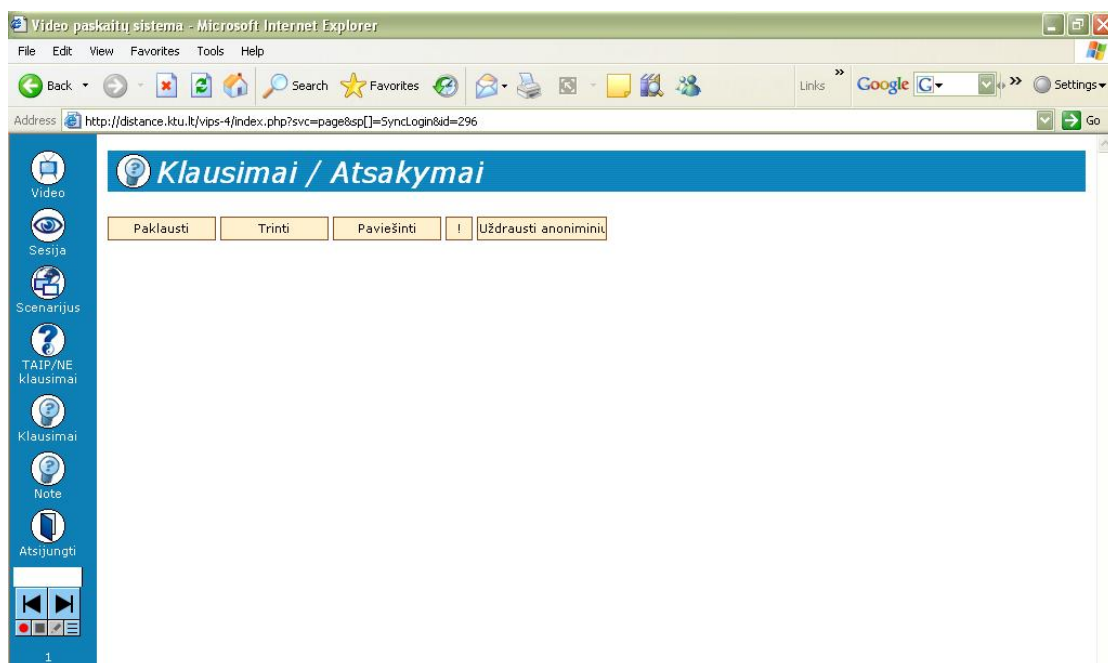 Video paskaitų sistema - Microsoft Internet Explorer
File Edit View Favorites Tools Help
Back Search Favorites Links » Google G » Settings
Address http://distance.ktu.lt/vips-4/index.php?svc=page&sp[]=SyncLogin&id=296 Go
Klausimai / Atsakymai
Paklausti Trinti Paviešinti ! Uždrausti anoniminiu
Video
Sesija
Scenarijus
TAIP/NE
klausimai
Klausimai
Note
Atsijungti
1